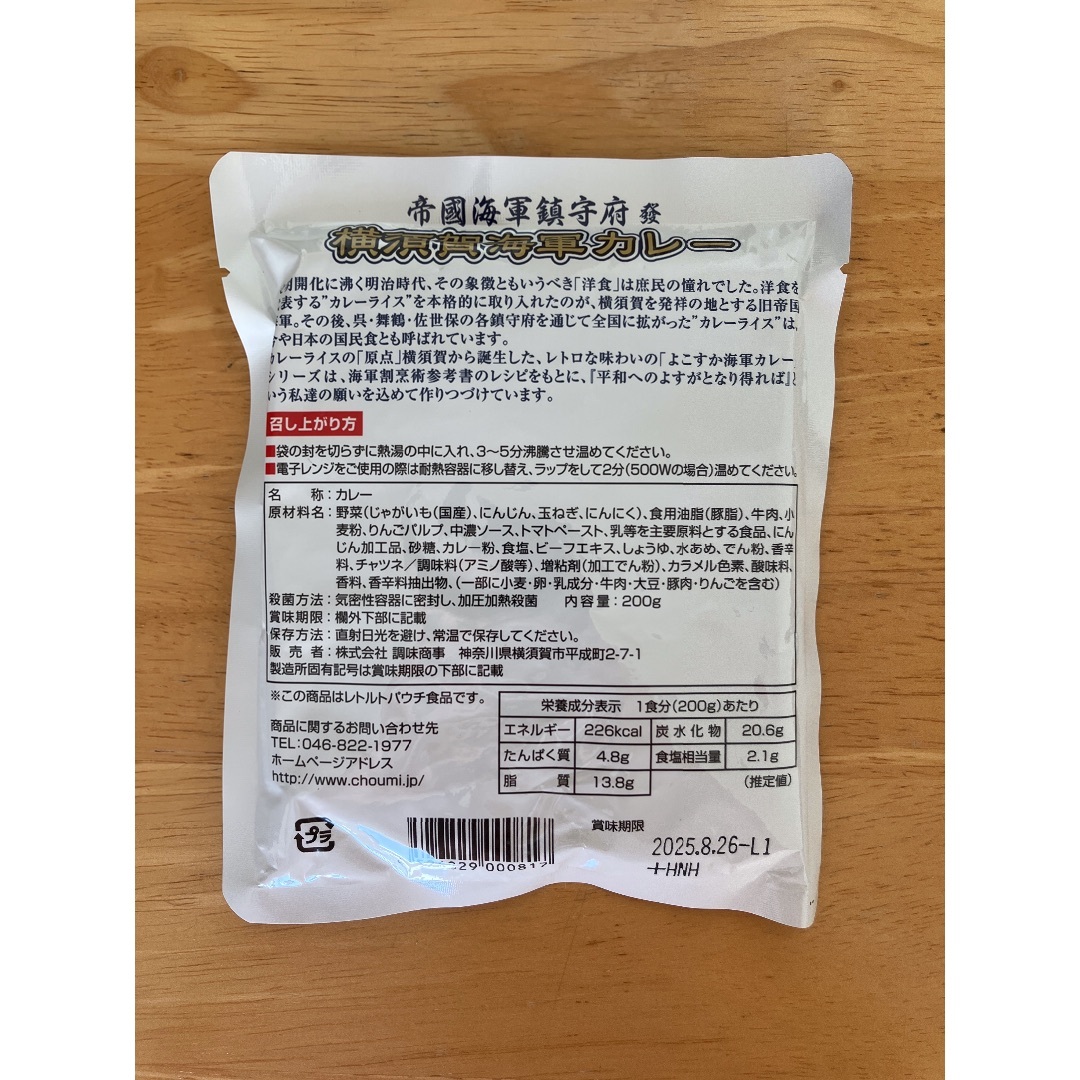 帝國海軍鎮守府 發
横須賀海軍カレー
開化に沸く明治時代、その象徴ともいうべき「洋食」は庶民の憧れでした。洋食を
表する”カレーライス”を本格的に取り入れたのが、横須賀を発祥の地とする旧帝国
軍。その後、呉・舞鶴・佐世保の各鎮守府を通じて全国に拡がった”カレーライス”は、
や日本の国民食とも呼ばれています。
カレーライスの「原点」横須賀から誕生した、レトロな味わいの「よこすか海軍カレー
シリーズは、海軍割烹術参考書のレシピをもとに、『平和へのよすがとなり得れば』と
いう私達の願いを込めて作りつづけています。
召し上がり方
■袋の封を切らずに熱湯の中に入れ、3〜5分沸騰させ温めてください。
■電子レンジをご使用の際は耐熱容器に移し替え、ラップをして2分(500Wの場合)温めてください。
名 称：カレー
原材料名：野菜(じゃがいも(国産)、にんじん、玉ねぎ、にんにく)、食用油脂(豚脂)、牛肉、小
麦粉、りんごパルプ、中濃ソース、トマトペースト、乳等を主要原料とする食品、にん
じん加工品、砂糖、カレー粉、食塩、ビーフエキス、しょうゆ、水あめ、でん粉、香辛
料、チャツネ／調味料(アミノ酸等)、増粘剤(加工でん粉)、カラメル色素、酸味料、
香料、香辛料抽出物、(一部に小麦・卵・乳成分・牛肉・大豆・豚肉・りんごを含む)
殺菌方法：気密性容器に密封し、加圧加熱殺菌 内容量：200g
賞味期限：欄外下部に記載
保存方法：直射日光を避け、常温で保存してください。
販売者：株式会社 調味商事 神奈川県横須賀市平成町2-7-1
製造所固有記号は賞味期限の下部に記載
※この商品はレトルトパウチ食品です。
商品に関するお問い合わせ先
TEL:046-822-1977
ホームページアドレス
http://www.choumi.jp/
栄養成分表示 1食分(200g)あたり
エネルギー 226kcal 炭水化物 20.6g
たんぱく質 4.8g 食塩相当量 2.1g
脂質 13.8g (推定値)
プラ
賞味期限
2025.8.26-L1
+HNH
000817